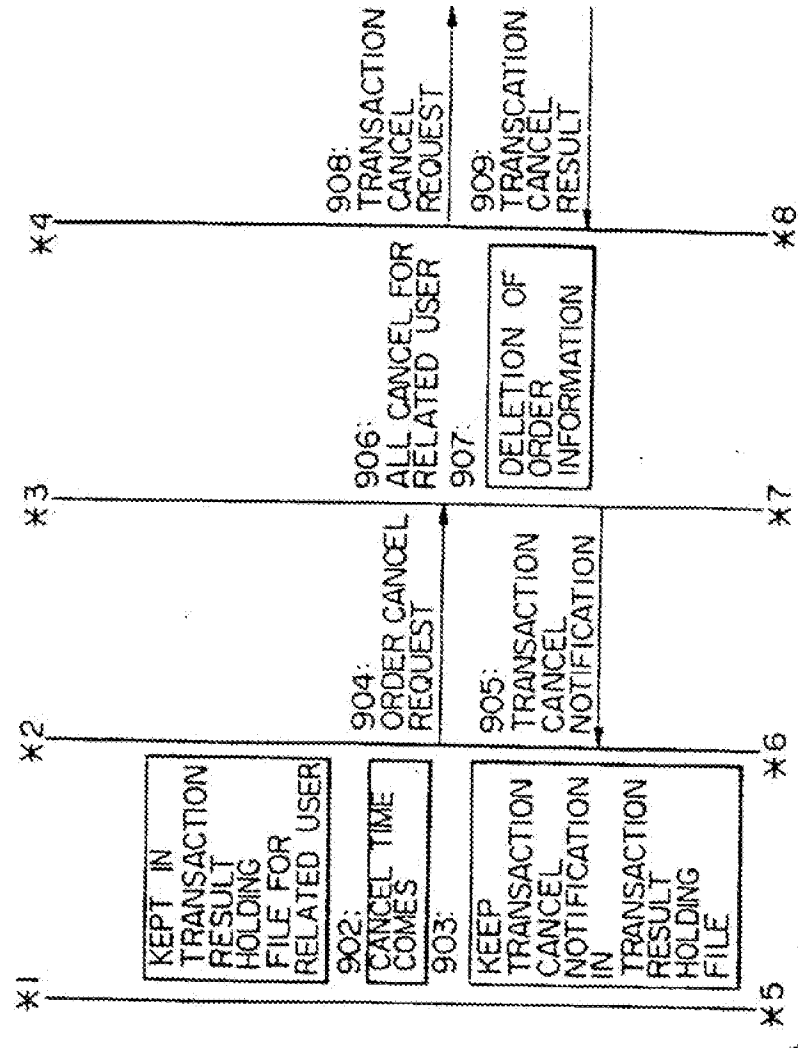 *1
*2
*3
*4
KEPT IN
TRANSACTION
RESULT
HOLDING
FILE FOR
RELATED USER
902:
CANCEL TIME
COMES
903:
KEEP
TRANSACTION
CANCEL
NOTIFICATION
IN
TRANSACTION
RESULT
HOLDING
FILE
904:
ORDER CANCEL
REQUEST
905:
TRANSACTION
CANCEL
NOTIFICATION
906:
ALL CANCEL FOR
RELATED USER
907:
DELETION OF
ORDER
INFORMATION
908:
TRANSACTION
CANCEL
REQUEST
909:
TRANSCATION
CANCEL
RESULT
*5
*6
*7
*8